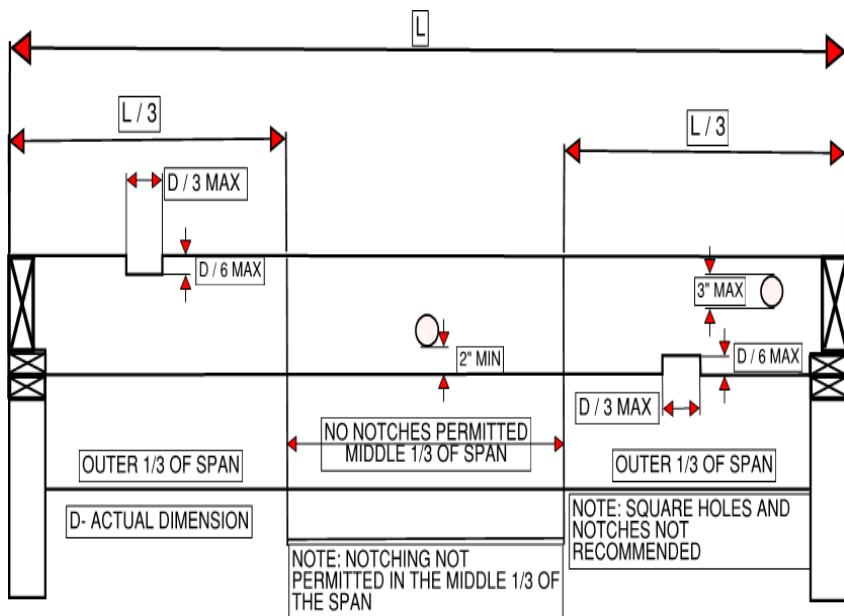 L
L / 3
L / 3
D / 3 MAX
D / 6 MAX
3" MAX
2" MIN
D / 6 MAX
D / 3 MAX
NO NOTCHES PERMITTED
MIDDLE 1/3 OF SPAN
OUTER 1/3 OF SPAN
OUTER 1/3 OF SPAN
D- ACTUAL DIMENSION
NOTE: SQUARE HOLES AND
NOTCHES NOT
RECOMMENDED
NOTE: NOTCHING NOT
PERMITTED IN THE MIDDLE 1/3 OF
THE SPAN